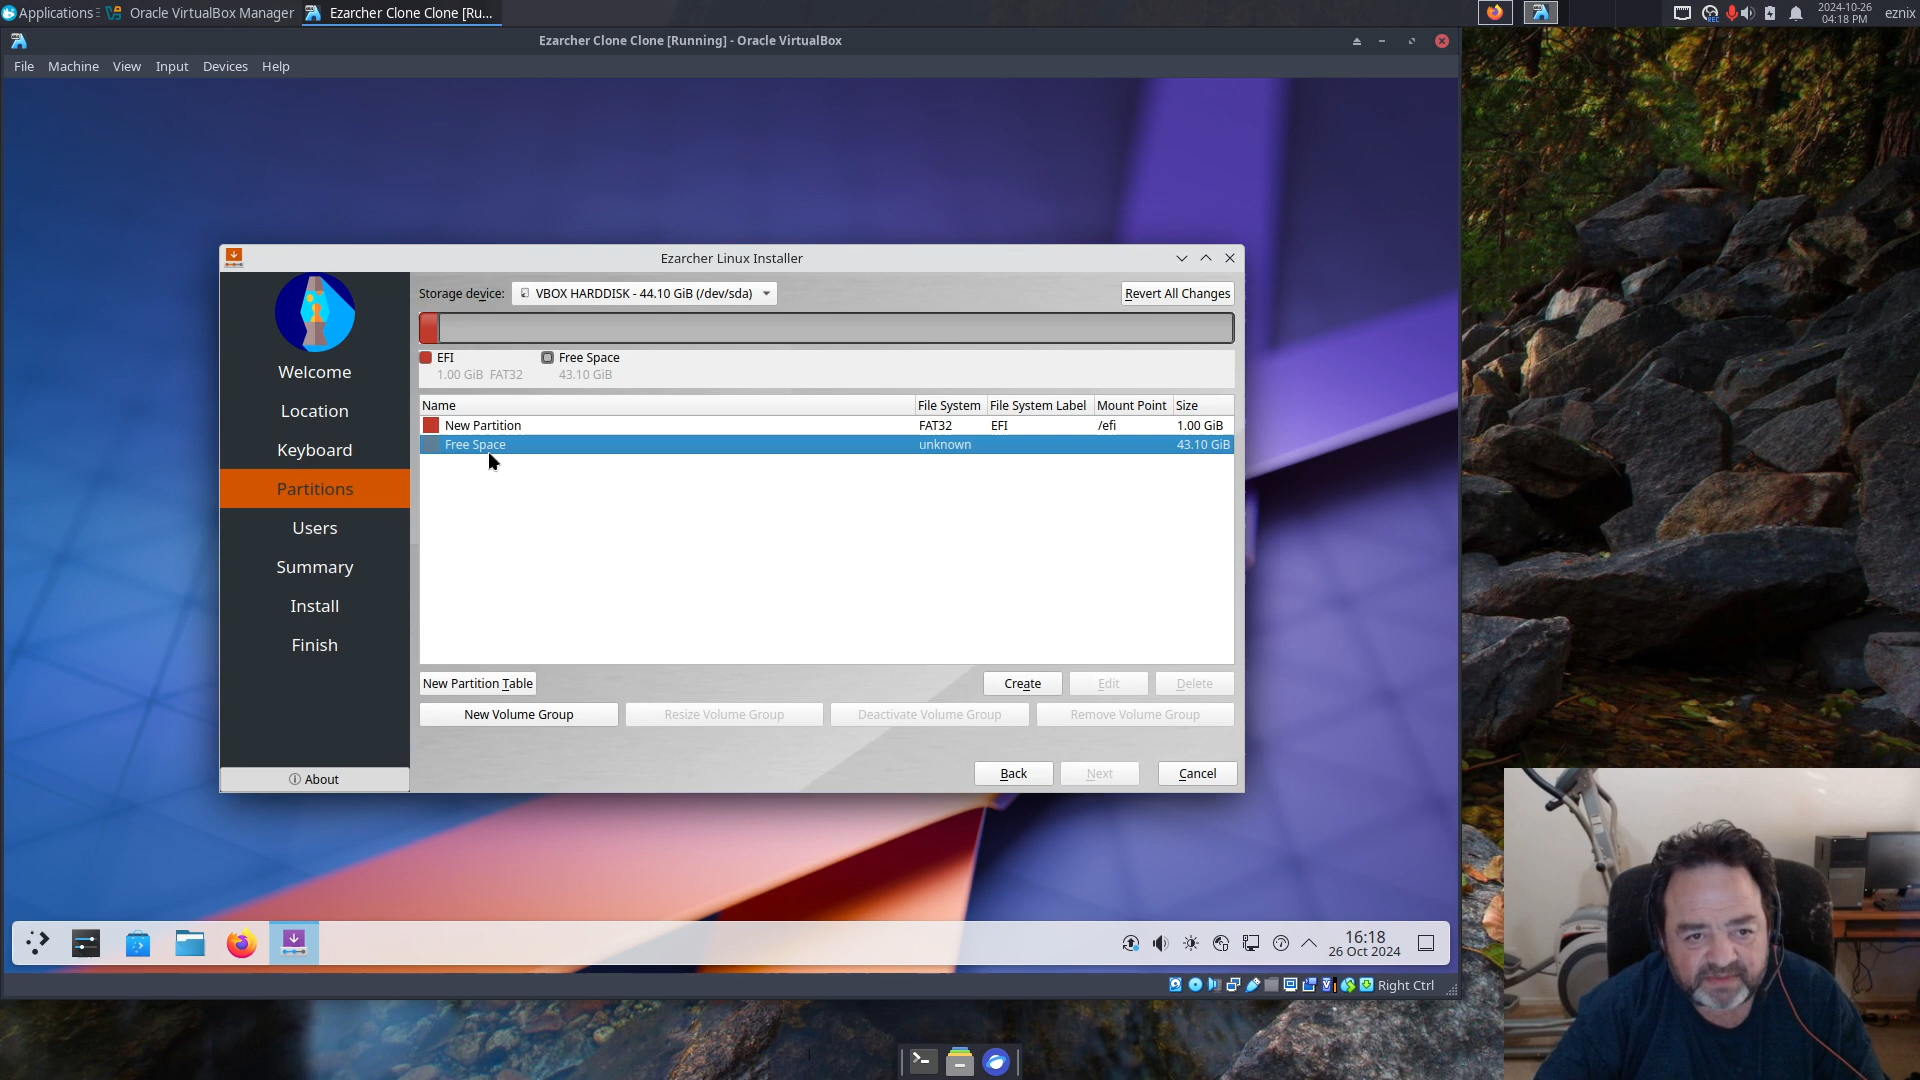 Applications
Oracle VirtualBox Manager
Ezarcher Clone Clone [Ru...
REC
2024-10-26
04:18 PM
eznix
Ezarcher Clone Clone [Running] - Oracle VirtualBox
File Machine View Input Devices Help
Ezarcher Linux Installer
Storage device: VBOX HARDDISK - 44.10 GiB (/dev/sda)
Revert All Changes
EFI
1.00 GiB FAT32
Free Space
43.10 GiB
Name File System File System Label Mount Point Size
New Partition FAT32 EFI /efi 1.00 GiB
Free Space unknown 43.10 GiB
Welcome
Location
Keyboard
Partitions
Users
Summary
Install
Finish
About
New Partition Table Create Edit Delete
New Volume Group Resize Volume Group Deactivate Volume Group Remove Volume Group
Back Next Cancel
16:18
26 Oct 2024
Right Ctrl